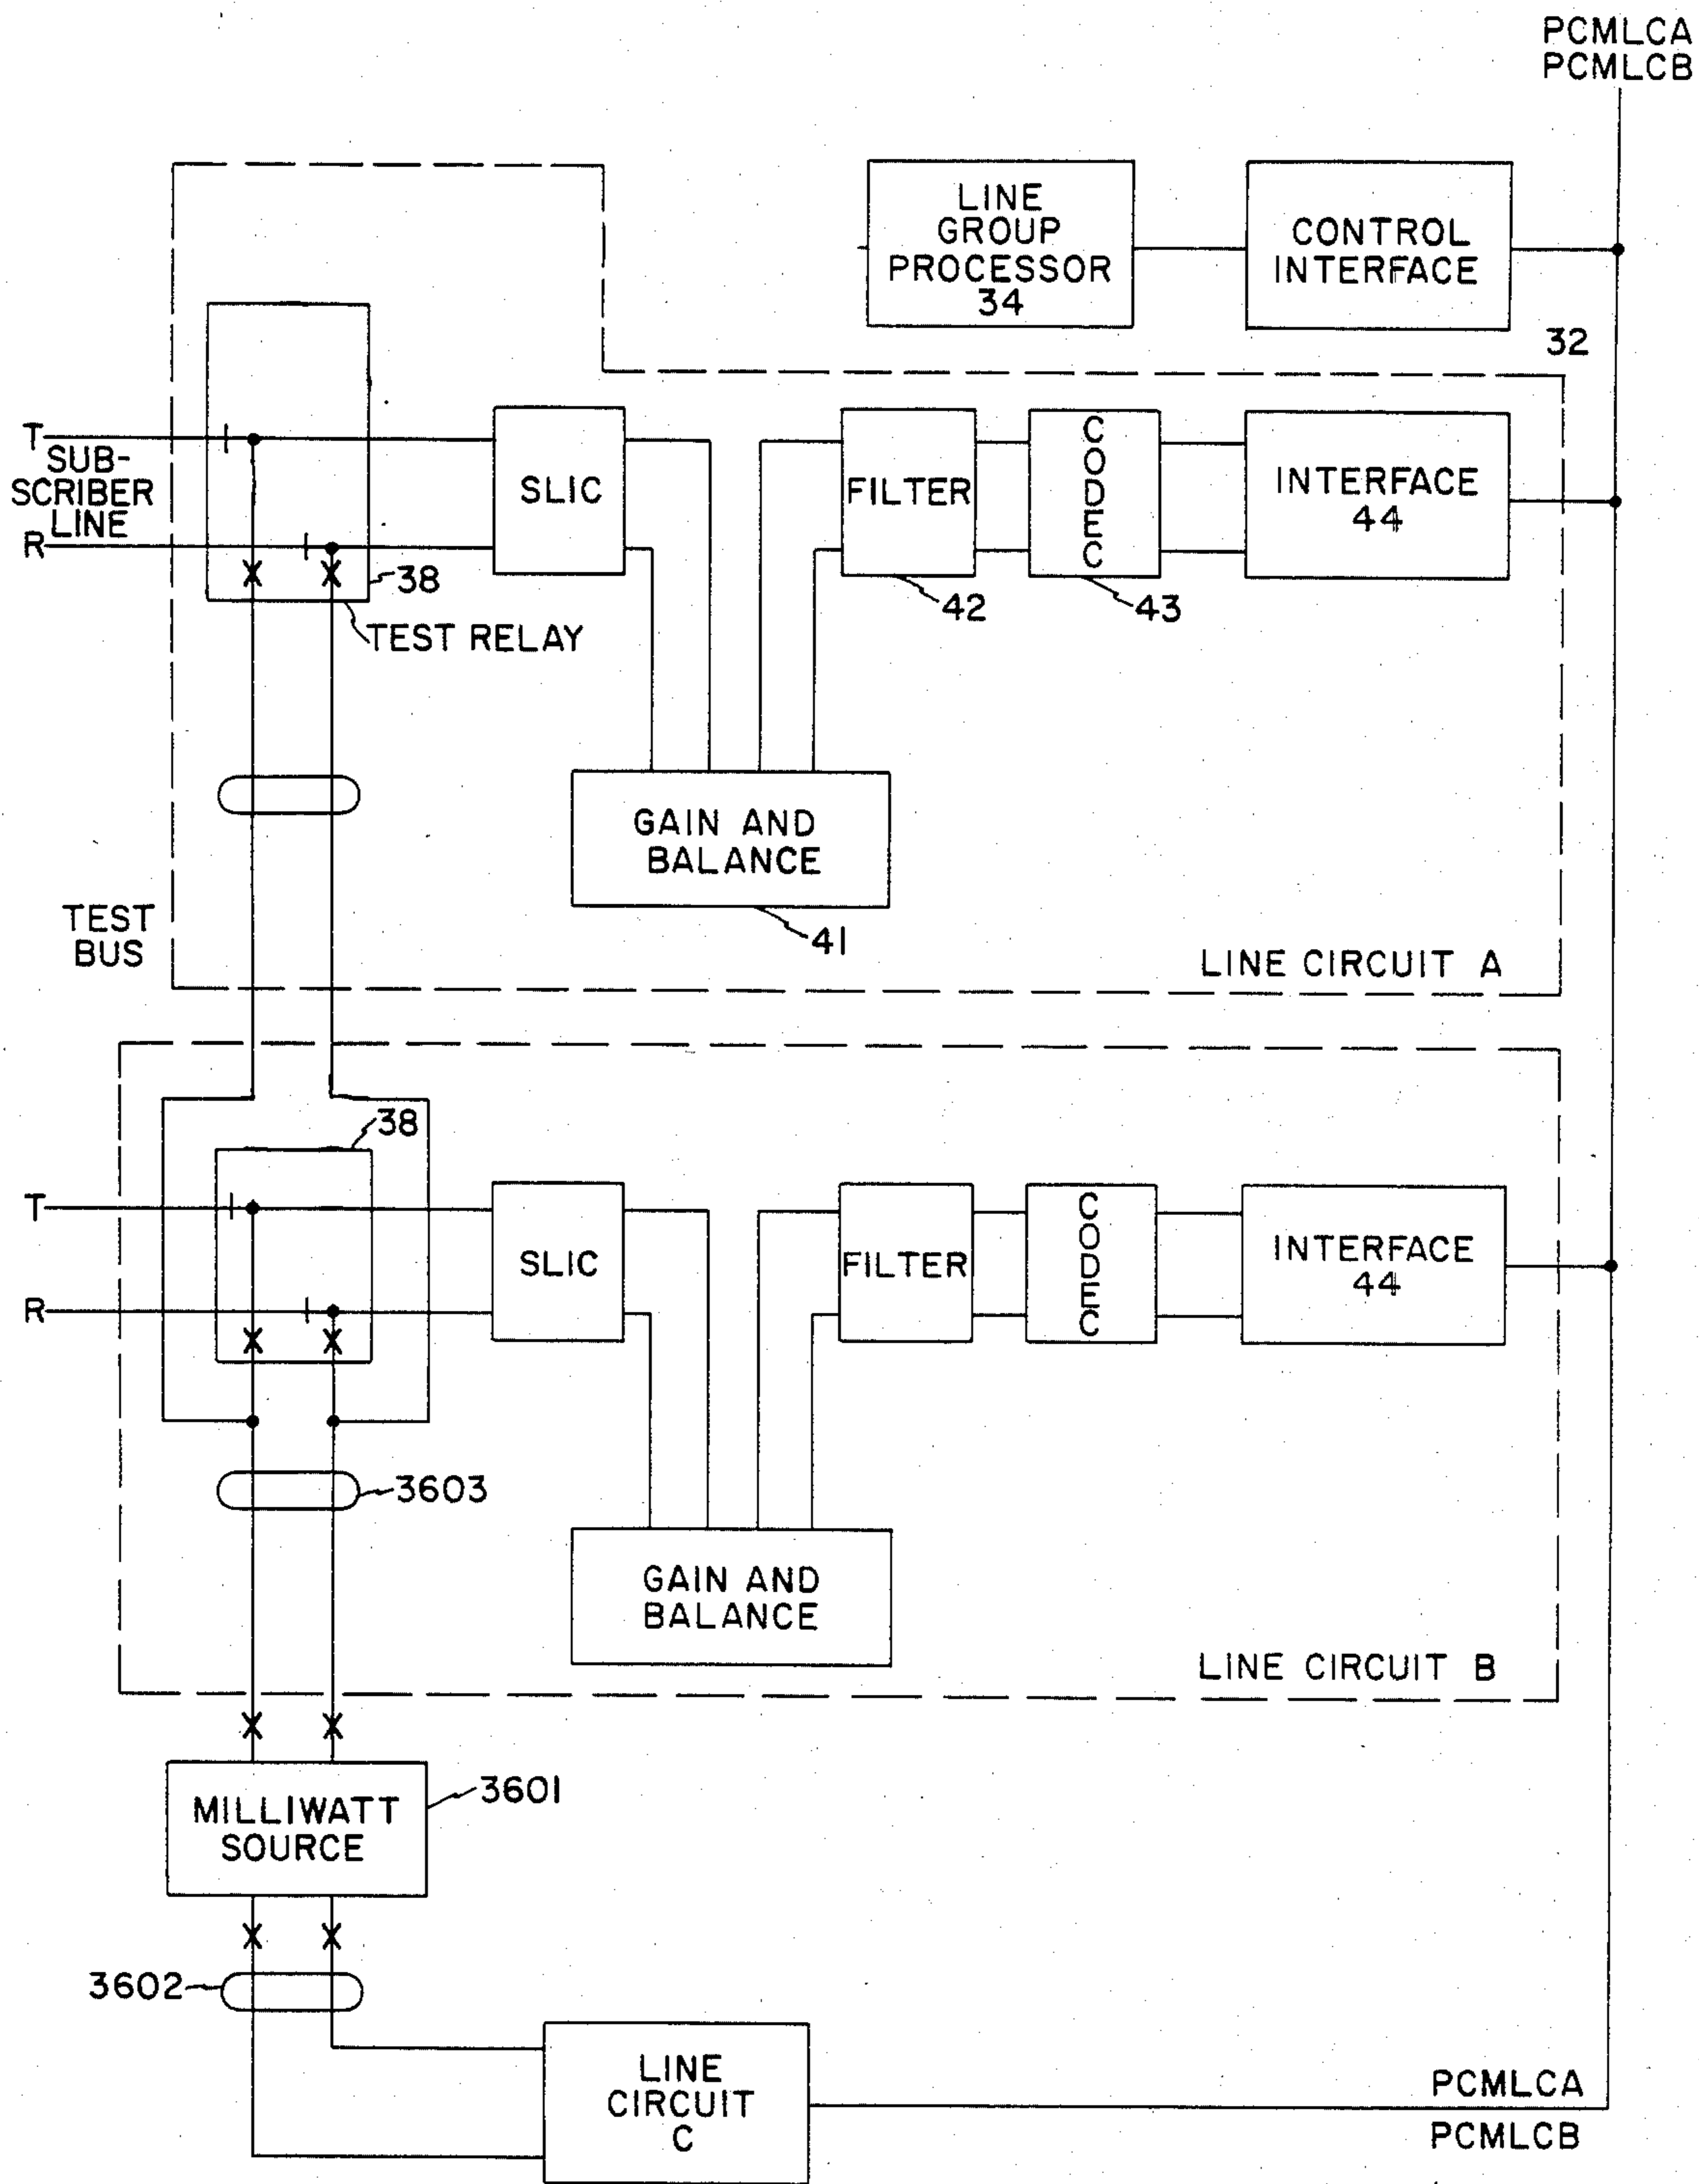 PCMLCA
PCMLCB
LINE
GROUP
PROCESSOR
34
CONTROL
INTERFACE
32
T
SUB-
SCRIBER
LINE
R
38
TEST RELAY
SLIC
FILTER
42
CODEC
43
INTERFACE
44
GAIN AND
BALANCE
41
TEST
BUS
LINE CIRCUIT A
38
T
R
SLIC
FILTER
CODEC
INTERFACE
44
3603
GAIN AND
BALANCE
LINE CIRCUIT B
MILLIWATT
SOURCE
3601
3602
LINE
CIRCUIT
C
PCMLCA
PCMLCB